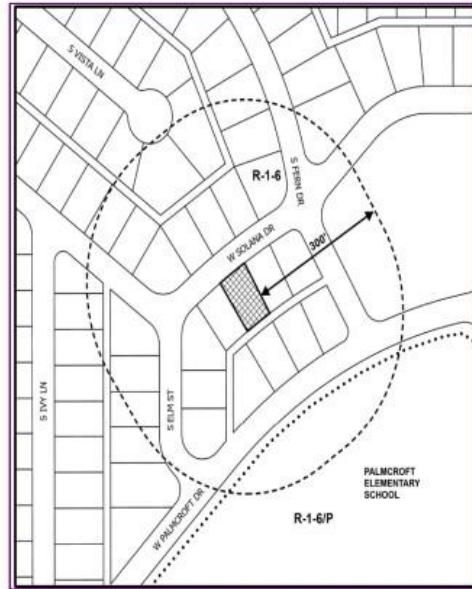 S VISTA LN
R-1-6
S FERN DR
W SOLANA DR
300'
S IVY LN
S ELM ST
W PALMCROFT DR
PALMCROFT
ELEMENTARY
SCHOOL
R-1-6/P